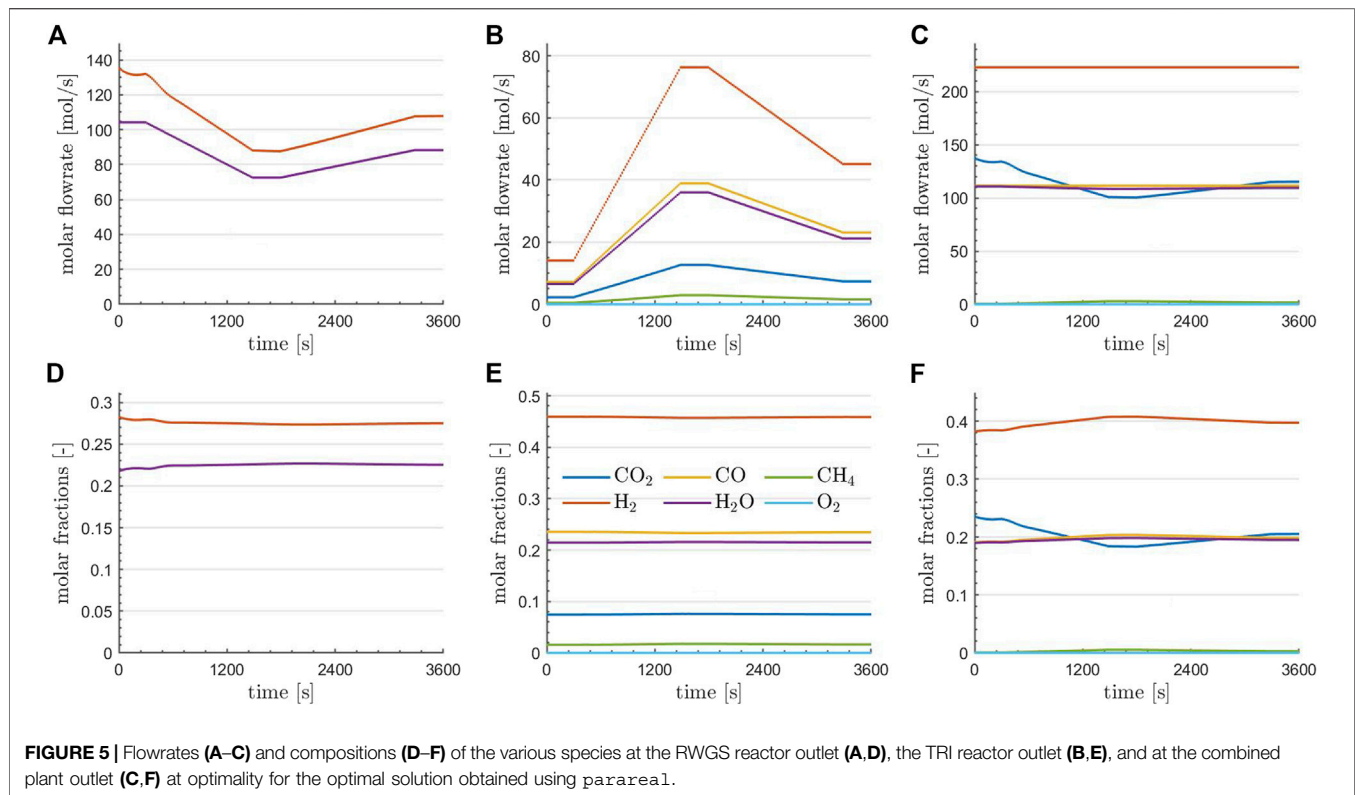 A
molar flowrate [mol/s]
140
120
100
80
60
40
20
0
0 1200 2400 3600
time [s]
B
molar flowrate [mol/s]
80
60
40
20
0
0 1200 2400 3600
time [s]
C
molar flowrate [mol/s]
200
150
100
50
0
0 1200 2400 3600
time [s]
D
molar fractions [-]
0.3
0.25
0.2
0.15
0.1
0.05
0
0 1200 2400 3600
time [s]
E
molar fractions [-]
0.5
0.4
0.3
0.2
0.1
0
CO₂ CO CH₄
H₂ H₂O O₂
0 1200 2400 3600
time [s]
F
molar fractions [-]
0.4
0.3
0.2
0.1
0
0 1200 2400 3600
time [s]
FIGURE 5 | Flowrates (A–C) and compositions (D–F) of the various species at the RWGS reactor outlet (A,D), the TRI reactor outlet (B,E), and at the combined
plant outlet (C,F) at optimality for the optimal solution obtained using parareal.